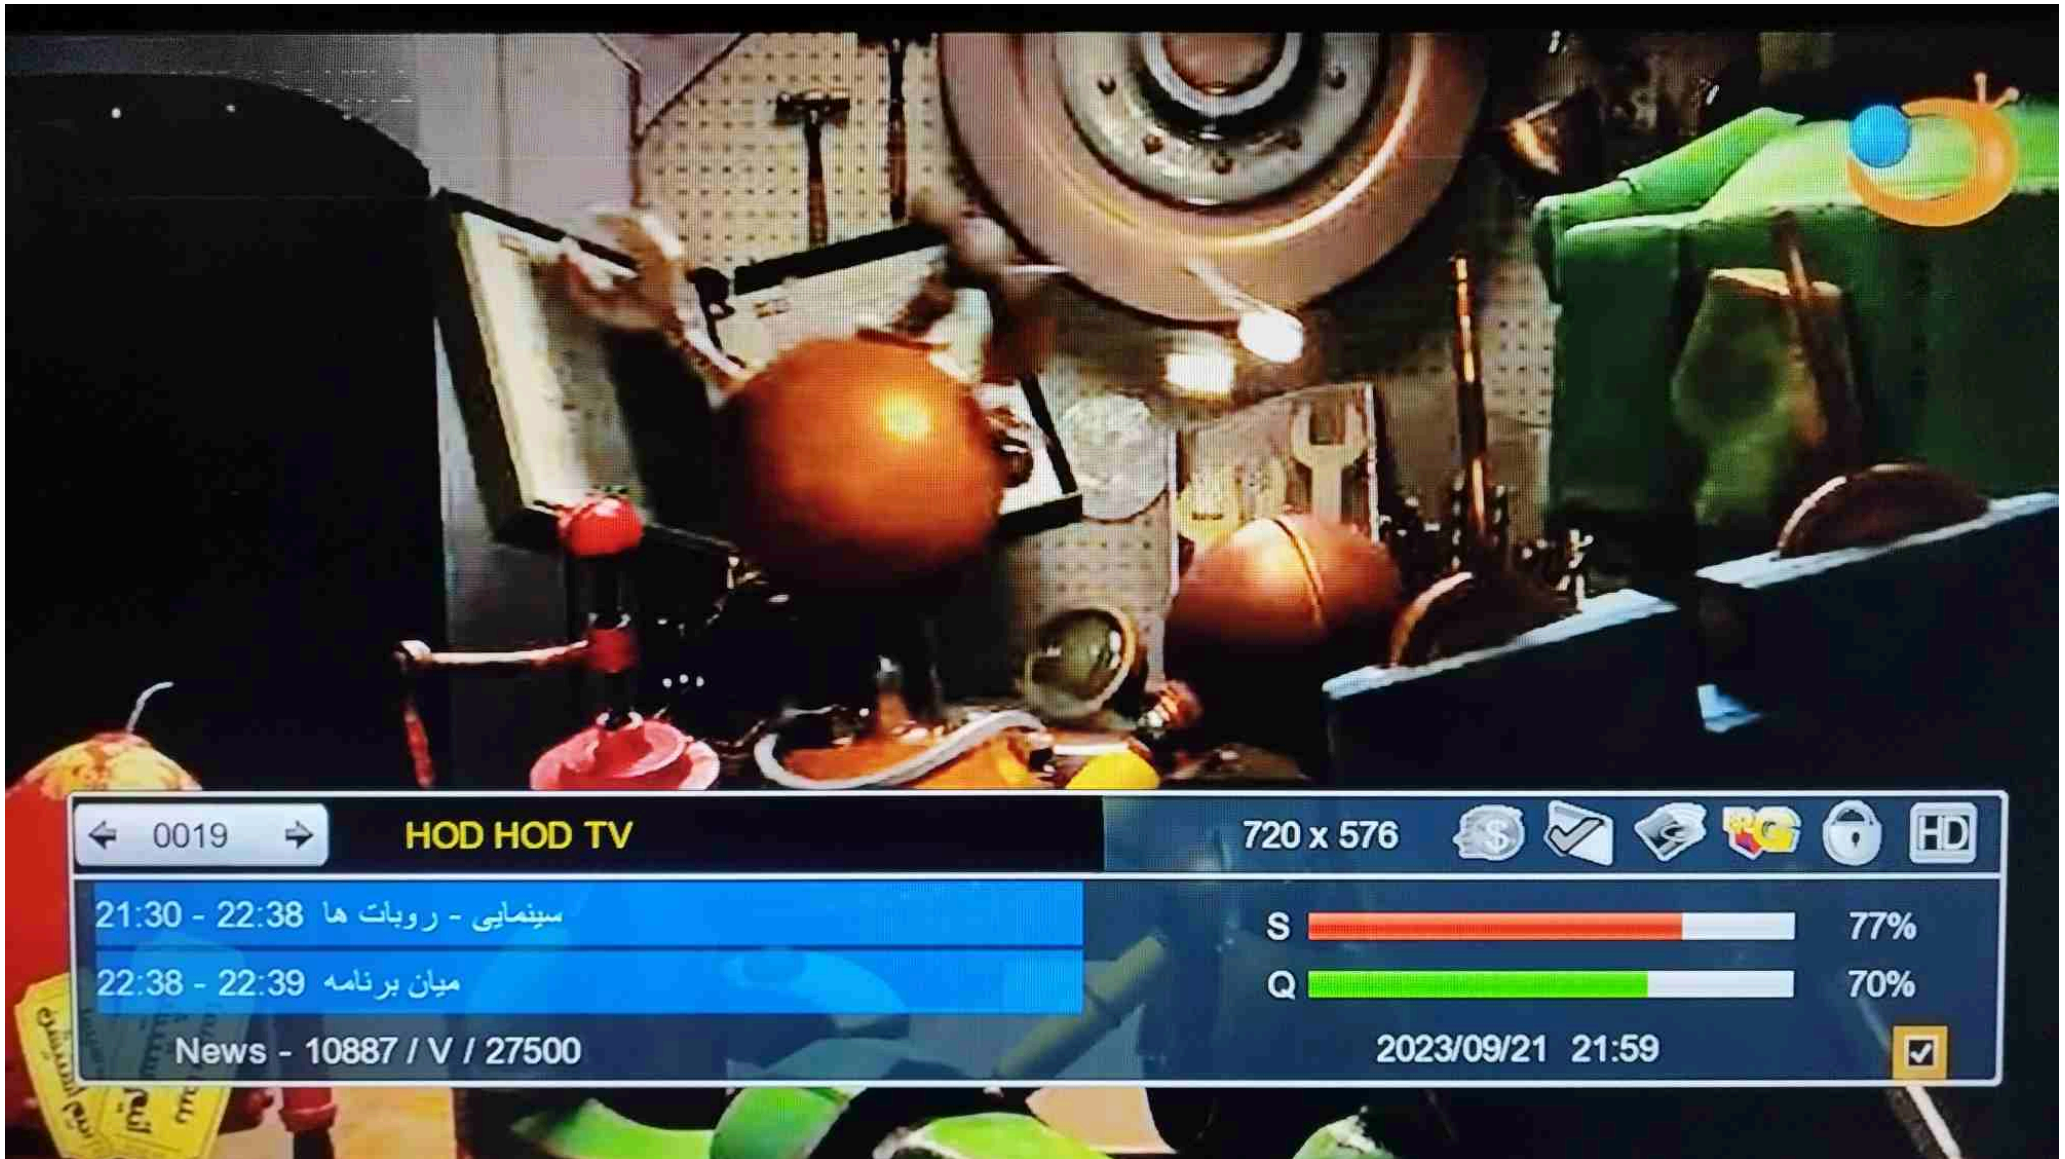 0019
HOD HOD TV
720 x 576
$
G
HD
21:30 - 22:38 سینمایی - روبات ها
22:38 - 22:39 میان برنامه
S 77%
Q 70%
News - 10887 / V / 27500
2023/09/21 21:59